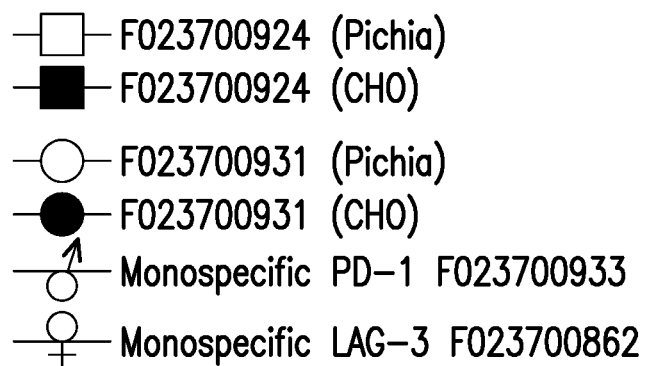 F023700924 (Pichia)
F023700924 (CHO)
F023700931 (Pichia)
F023700931 (CHO)
Monospecific PD-1 F023700933
Monospecific LAG-3 F023700862